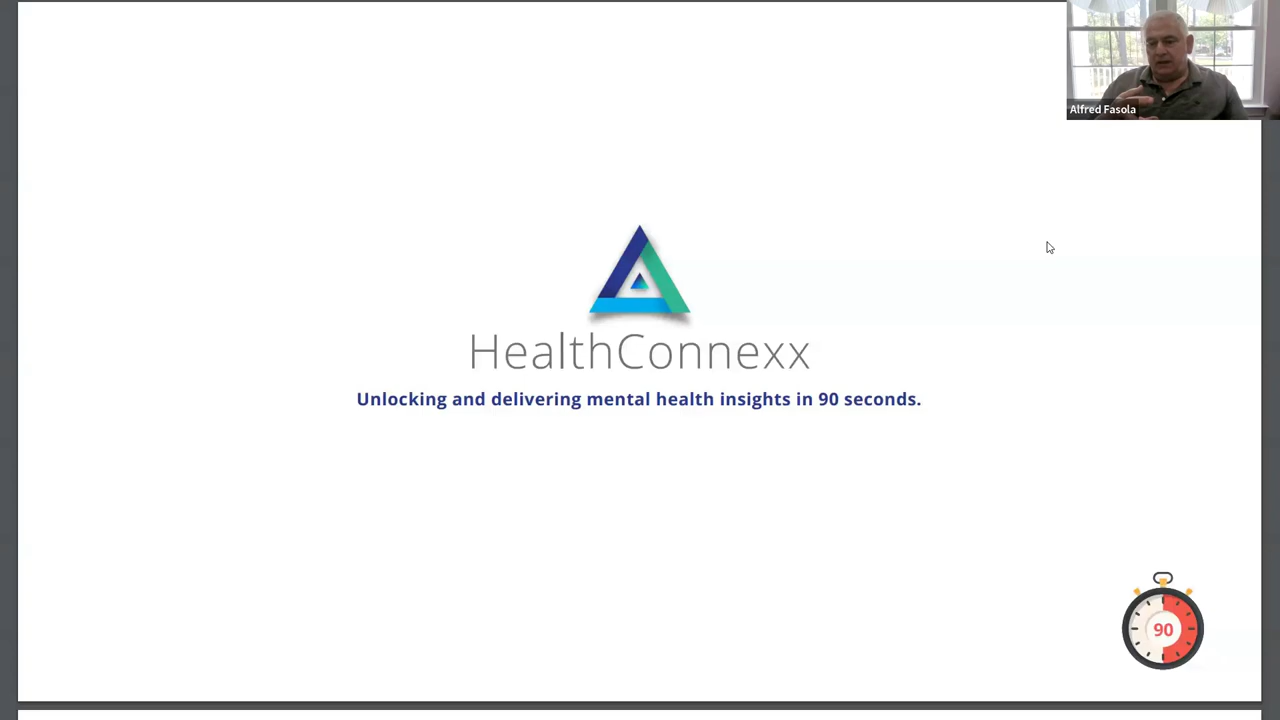 Alfred Fasola
HealthConnexx
Unlocking and delivering mental health insights in 90 seconds.
90